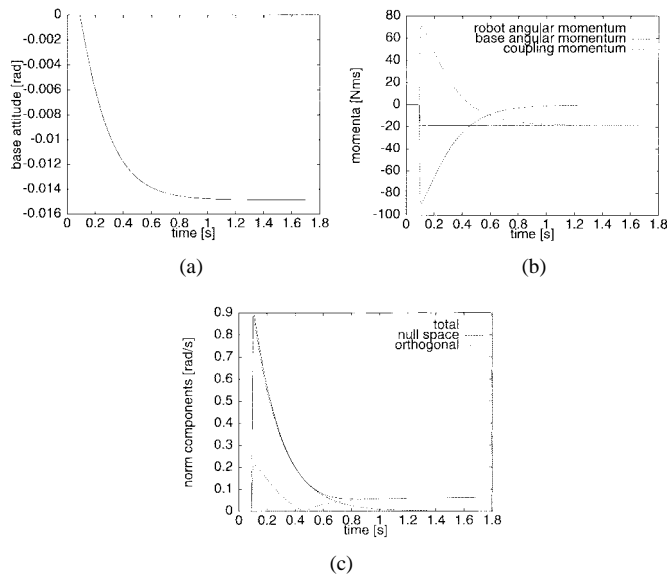 0
-0.002
-0.004
-0.006
-0.008
-0.01
-0.012
-0.014
-0.016
base attitude [rad]
0 0.2 0.4 0.6 0.8 1 1.2 1.4 1.6 1.8
time [s]
(a)
80
60
40
20
0
-20
-40
-60
-80
-100
momenta [Nms]
robot angular momentum
base angular momentum
coupling momentum
0 0.2 0.4 0.6 0.8 1 1.2 1.4 1.6 1.8
time [s]
(b)
0.9
0.8
0.7
0.6
0.5
0.4
0.3
0.2
0.1
0
norm components [rad/s]
total
null space
orthogonal
0 0.2 0.4 0.6 0.8 1 1.2 1.4 1.6 1.8
time [s]
(c)